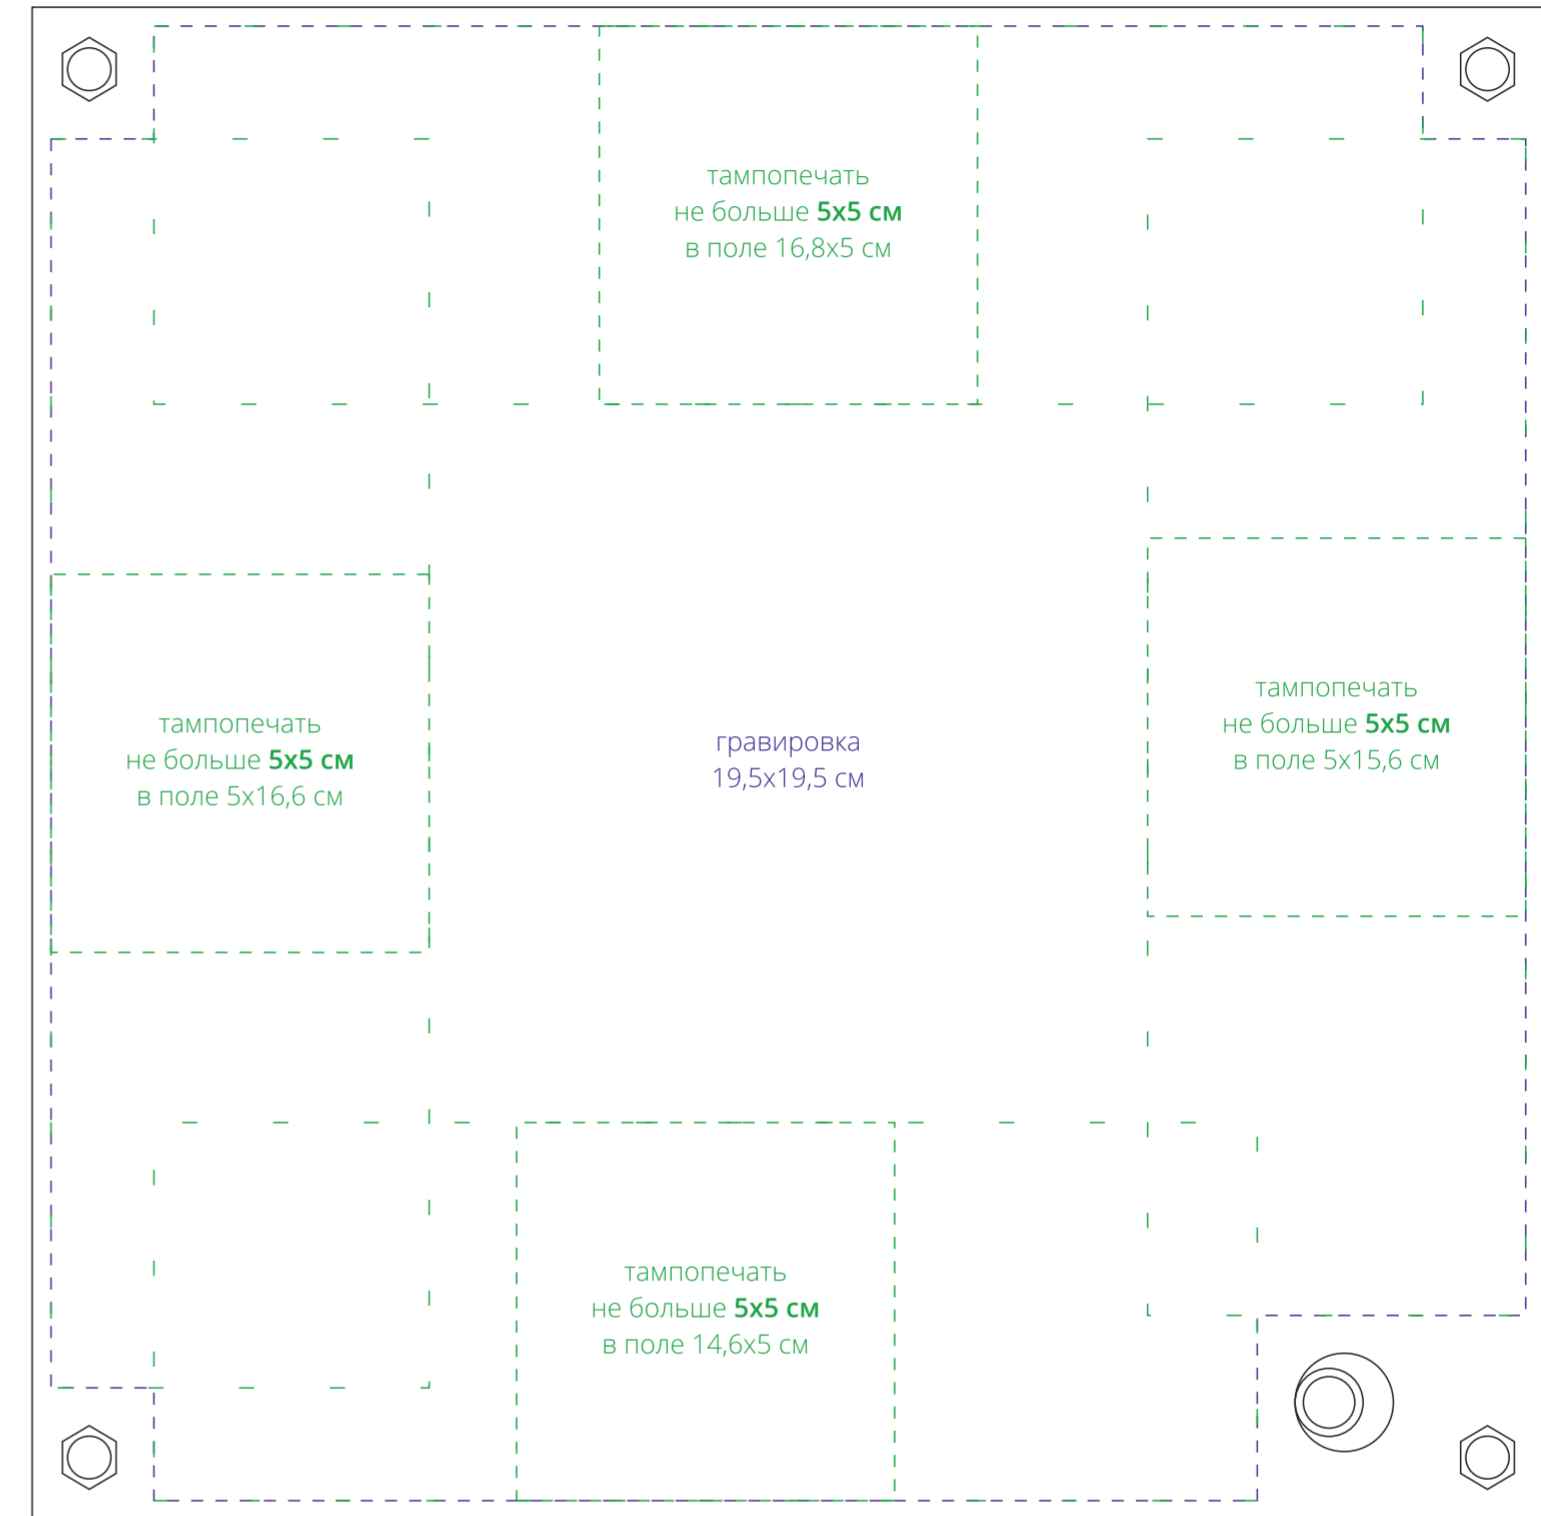 тампопечать
не больше 5х5 см
в поле 16,8х5 см
тампопечать
не больше 5х5 см
в поле 5х16,6 см
гравировка
19,5х19,5 см
тампопечать
не больше 5х5 см
в поле 5х15,6 см
тампопечать
не больше 5х5 см
в поле 14,6х5 см